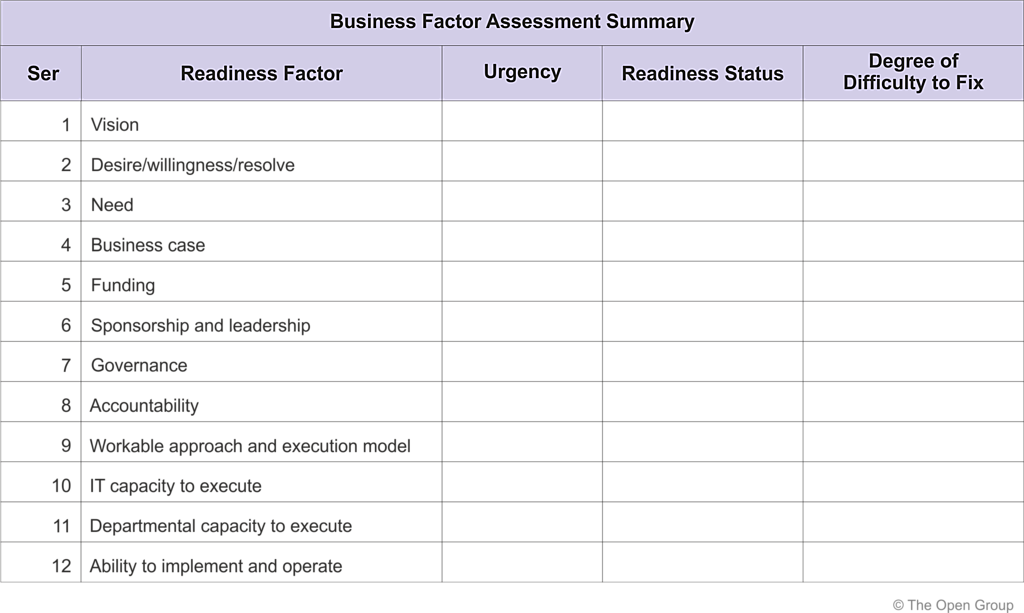 Business Factor Assessment Summary
Ser Readiness Factor Urgency Readiness Status Degree of Difficulty to Fix
1 Vision
2 Desire/willingness/resolve
3 Need
4 Business case
5 Funding
6 Sponsorship and leadership
7 Governance
8 Accountability
9 Workable approach and execution model
10 IT capacity to execute
11 Departmental capacity to execute
12 Ability to implement and operate
© The Open Group